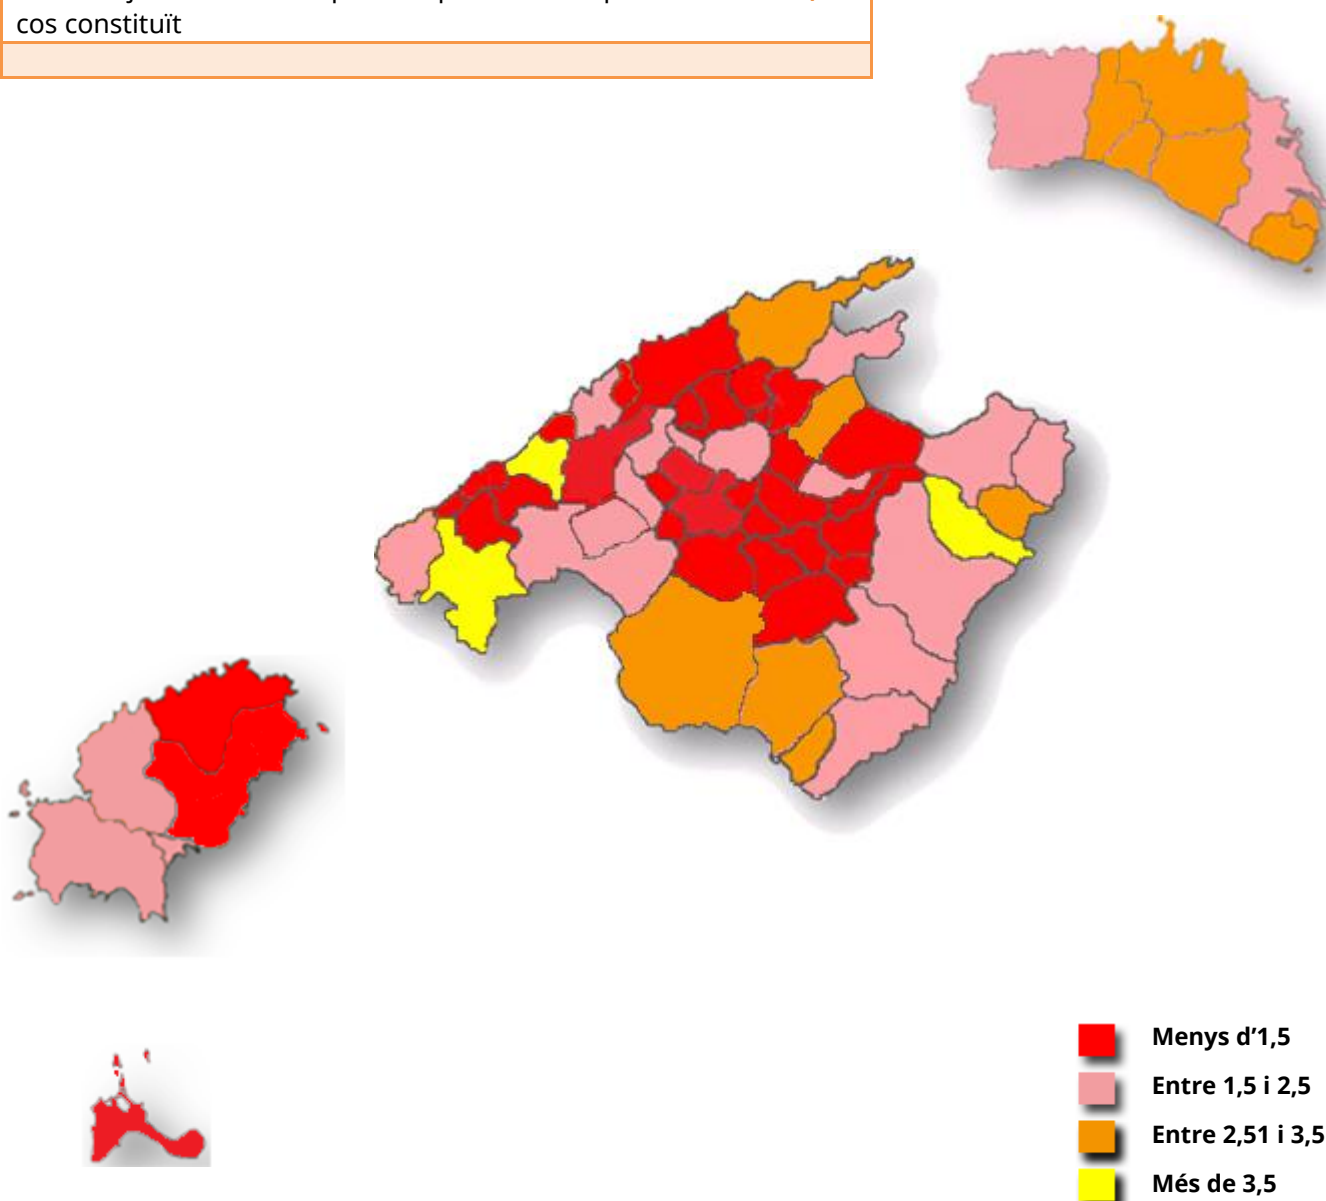 cos constituït
Menys d’1,5
Entre 1,5 i 2,5
Entre 2,51 i 3,5
Més de 3,5